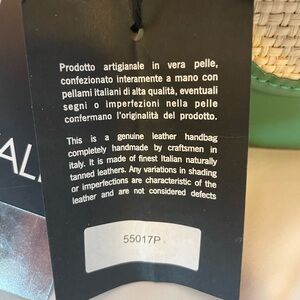 Prodotto artigianale in vera pelle,
confezionato interamente a mano con
pellami italiani di alta qualità, eventuali
segni o imperfezioni nella pelle
confermano l'originalità del prodotto.
This is a genuine leather handbag
completely handmade by craftsmen in
italy. It is made of finest Italian naturally
tanned leathers. Any variations in shading
or imperfections are characteristic of the
leather and are not considered defects
55017P